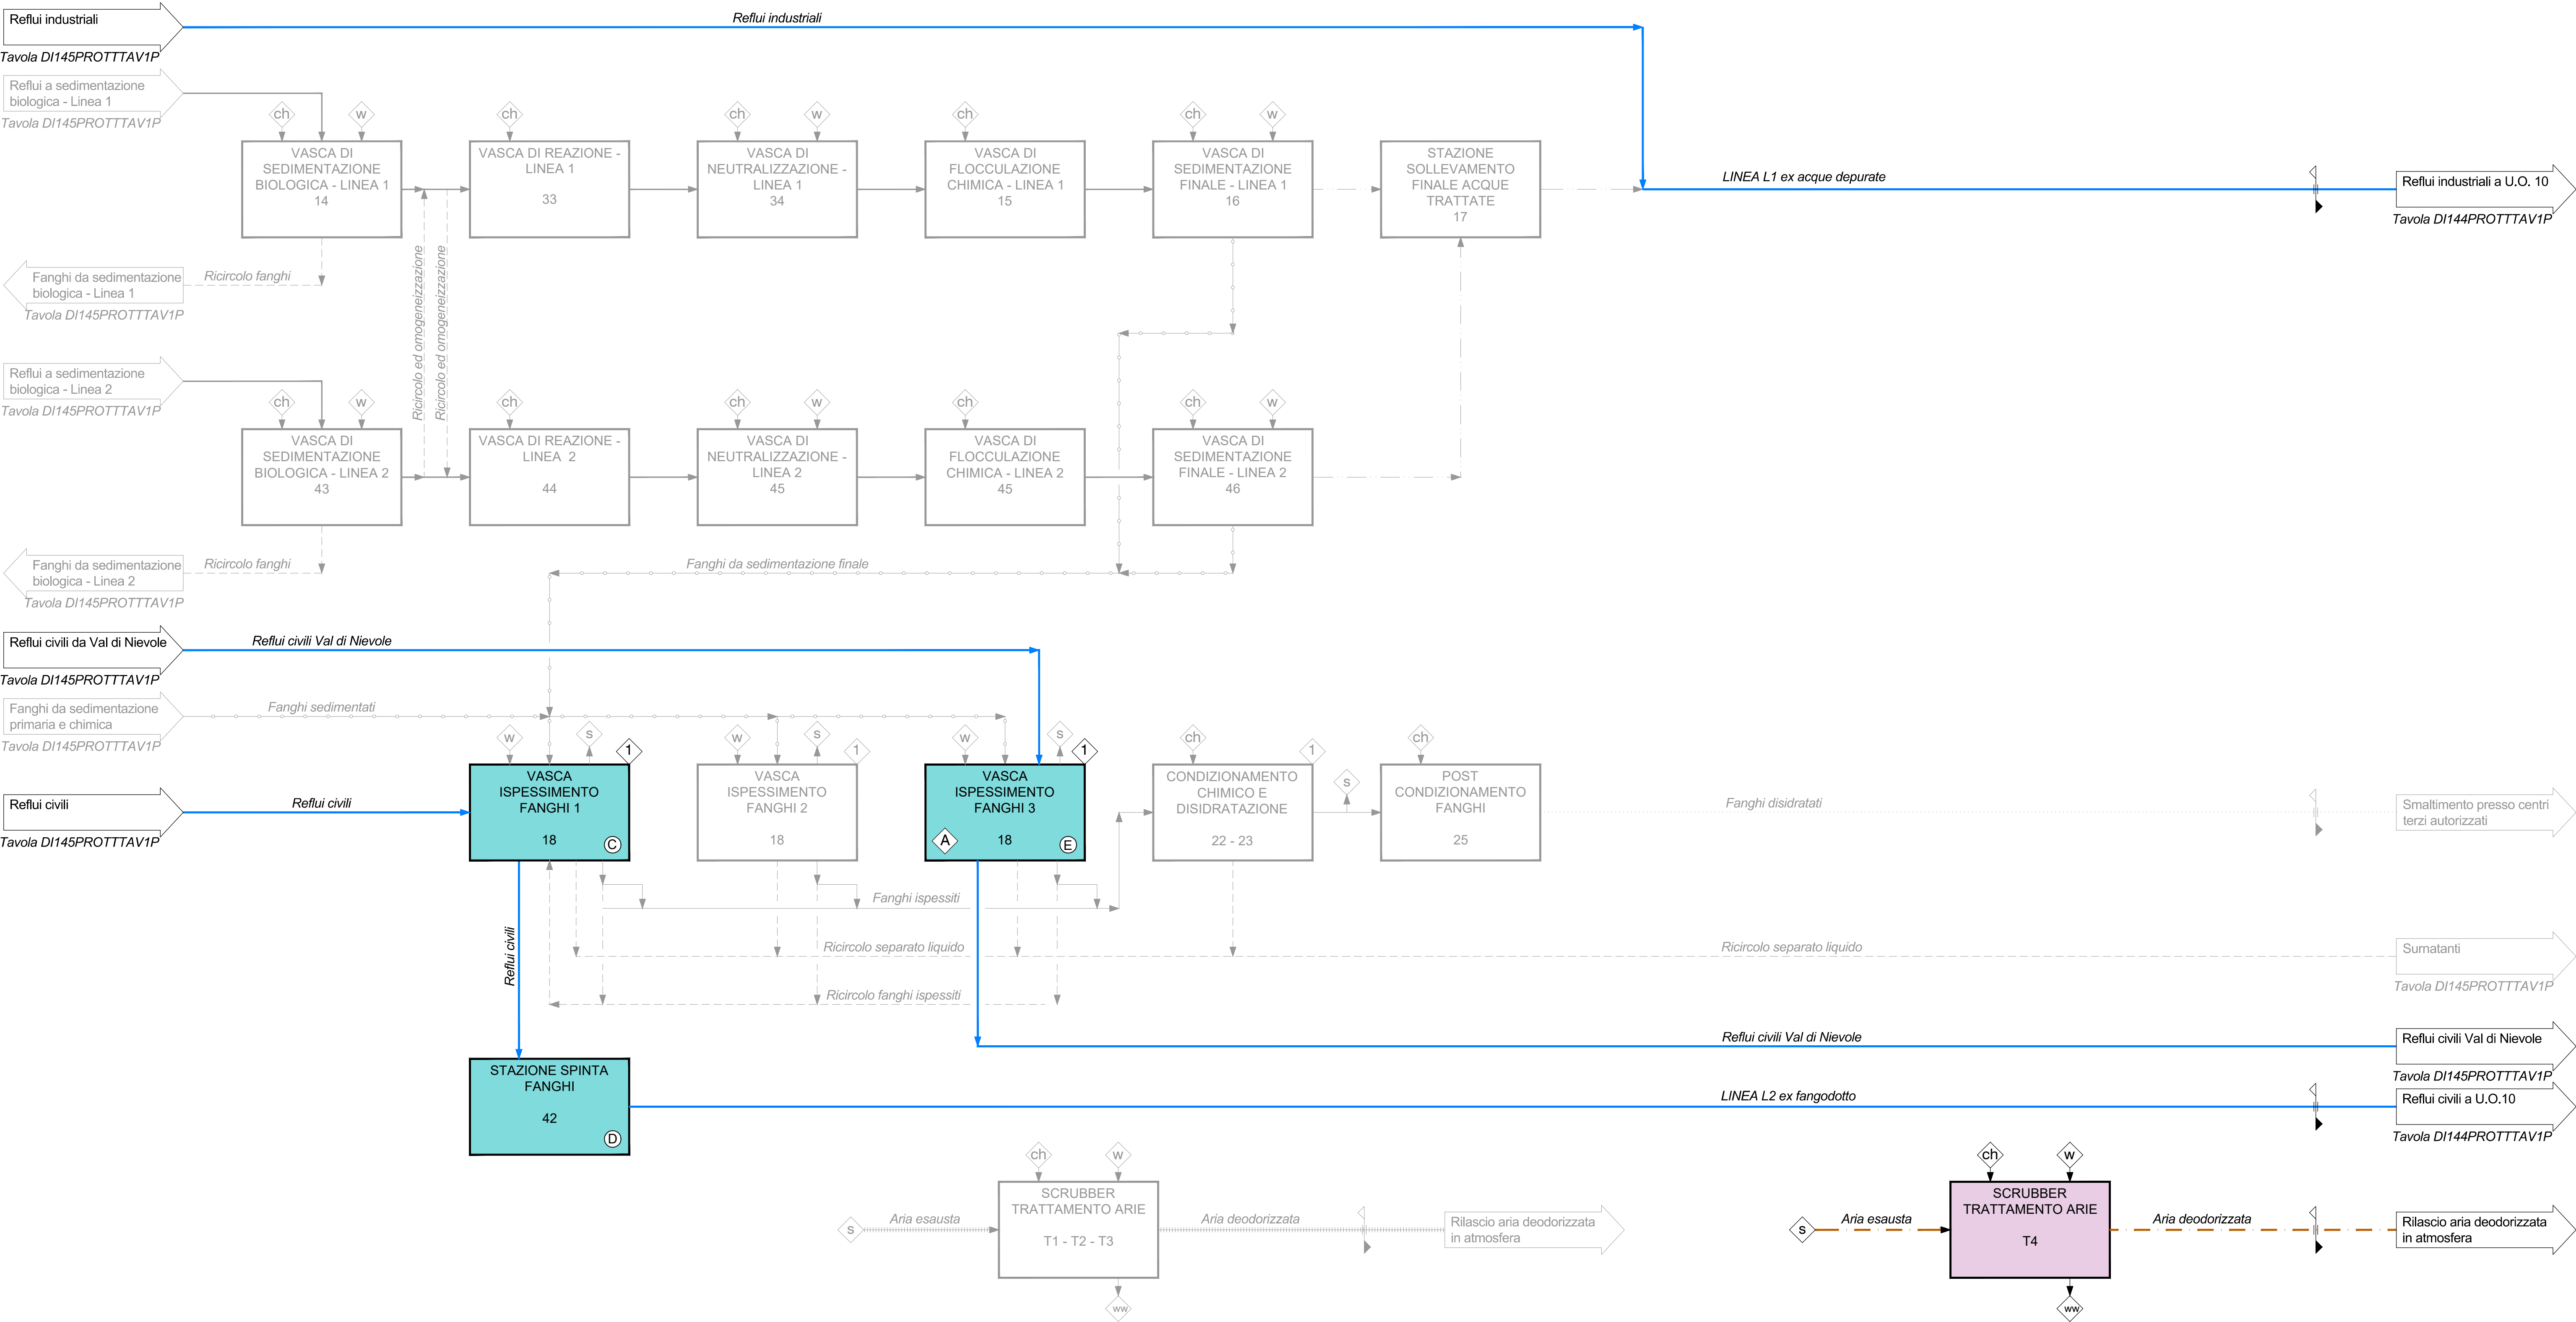 Reflui industriali
Tavola DI145PROTTTAV1P
Reflui industriali
Reflui a sedimentazione
biologica - Linea 1
Tavola DI145PROTTTAV1P
ch
w
ch
ch
w
ch
ch
w
VASCA DI
SEDIMENTAZIONE
BIOLOGICA - LINEA 1
14
VASCA DI REAZIONE -
LINEA 1
33
VASCA DI
NEUTRALIZZAZIONE -
LINEA 1
34
VASCA DI
FLOCCULAZIONE
CHIMICA - LINEA 1
15
VASCA DI
SEDIMENTAZIONE
FINALE - LINEA 1
16
STAZIONE
SOLLEVAMENTO
FINALE ACQUE
TRATTATE
17
LINEA L1 ex acque depurate
Reflui industriali a U.O. 10
Tavola DI144PROTTTAV1P
Fanghi da sedimentazione
biologica - Linea 1
Tavola DI145PROTTTAV1P
Ricircolo fanghi
Ricircolo ed omogeneizzazione
Ricircolo ed omogeneizzazione
Reflui a sedimentazione
biologica - Linea 2
Tavola DI145PROTTTAV1P
ch
w
ch
ch
w
ch
ch
w
VASCA DI
SEDIMENTAZIONE
BIOLOGICA - LINEA 2
43
VASCA DI REAZIONE -
LINEA 2
44
VASCA DI
NEUTRALIZZAZIONE -
LINEA 2
45
VASCA DI
FLOCCULAZIONE
CHIMICA - LINEA 2
45
VASCA DI
SEDIMENTAZIONE
FINALE - LINEA 2
46
Fanghi da sedimentazione
biologica - Linea 2
Tavola DI145PROTTTAV1P
Ricircolo fanghi
Fanghi da sedimentazione finale
Reflui civili da Val di Nievole
Tavola DI145PROTTTAV1P
Reflui civili Val di Nievole
Fanghi da sedimentazione
primaria e chimica
Tavola DI145PROTTTAV1P
Fanghi sedimentati
w
s
1
w
s
1
w
s
1
ch
1
s
ch
Reflui civili
Tavola DI145PROTTTAV1P
Reflui civili
VASCA
ISPESSIMENTO
FANGHI 1
18
C
VASCA
ISPESSIMENTO
FANGHI 2
18
VASCA
ISPESSIMENTO
FANGHI 3
A
18
E
CONDIZIONAMENTO
CHIMICO E
DISIDRATAZIONE
22 - 23
POST
CONDIZIONAMENTO
FANGHI
25
Fanghi disidratati
Smaltimento presso centri
terzi autorizzati
Fanghi ispessiti
Reflui civili
Ricircolo separato liquido
Ricircolo separato liquido
Surnatanti
Tavola DI145PROTTTAV1P
Ricircolo fanghi ispessiti
Reflui civili Val di Nievole
Reflui civili Val di Nievole
Tavola DI145PROTTTAV1P
STAZIONE SPINTA
FANGHI
42
D
LINEA L2 ex fangodotto
Reflui civili a U.O.10
Tavola DI144PROTTTAV1P
ch
w
s
Aria esausta
SCRUBBER
TRATTAMENTO ARIE
T1 - T2 - T3
ww
Aria deodorizzata
Rilascio aria deodorizzata
in atmosfera
ch
w
s
Aria esausta
SCRUBBER
TRATTAMENTO ARIE
T4
ww
Aria deodorizzata
Rilascio aria deodorizzata
in atmosfera